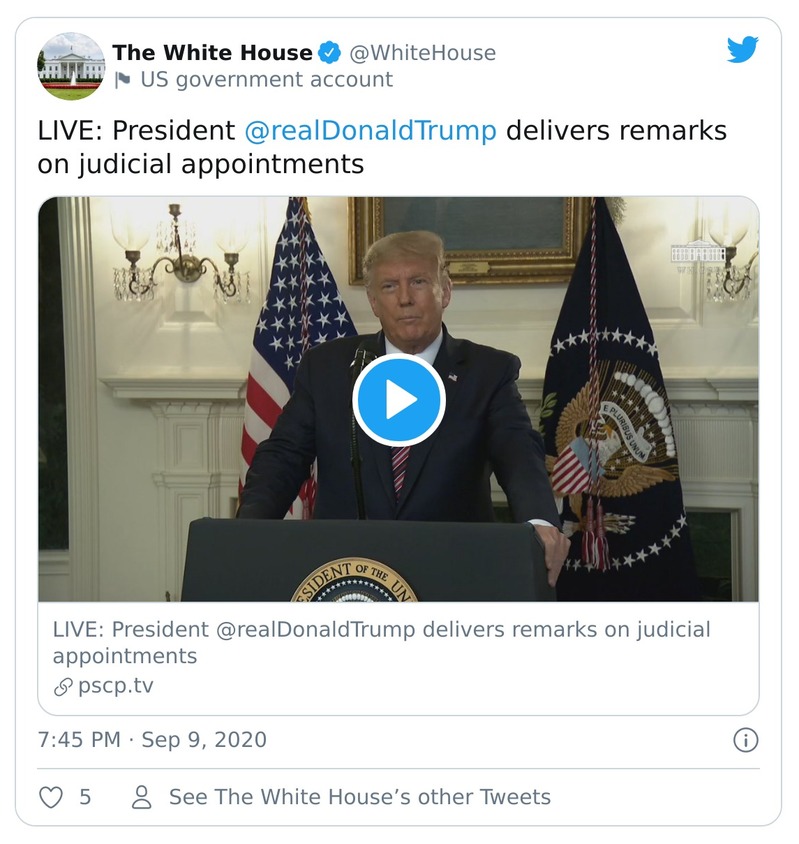 The White House @WhiteHouse
US government account
LIVE: President @realDonaldTrump delivers remarks
on judicial appointments
E PLURIBUS UNUM
SIDENT OF THE UN
LIVE: President @realDonaldTrump delivers remarks on judicial
appointments
pscp.tv
7:45 PM · Sep 9, 2020
5 See The White House’s other Tweets